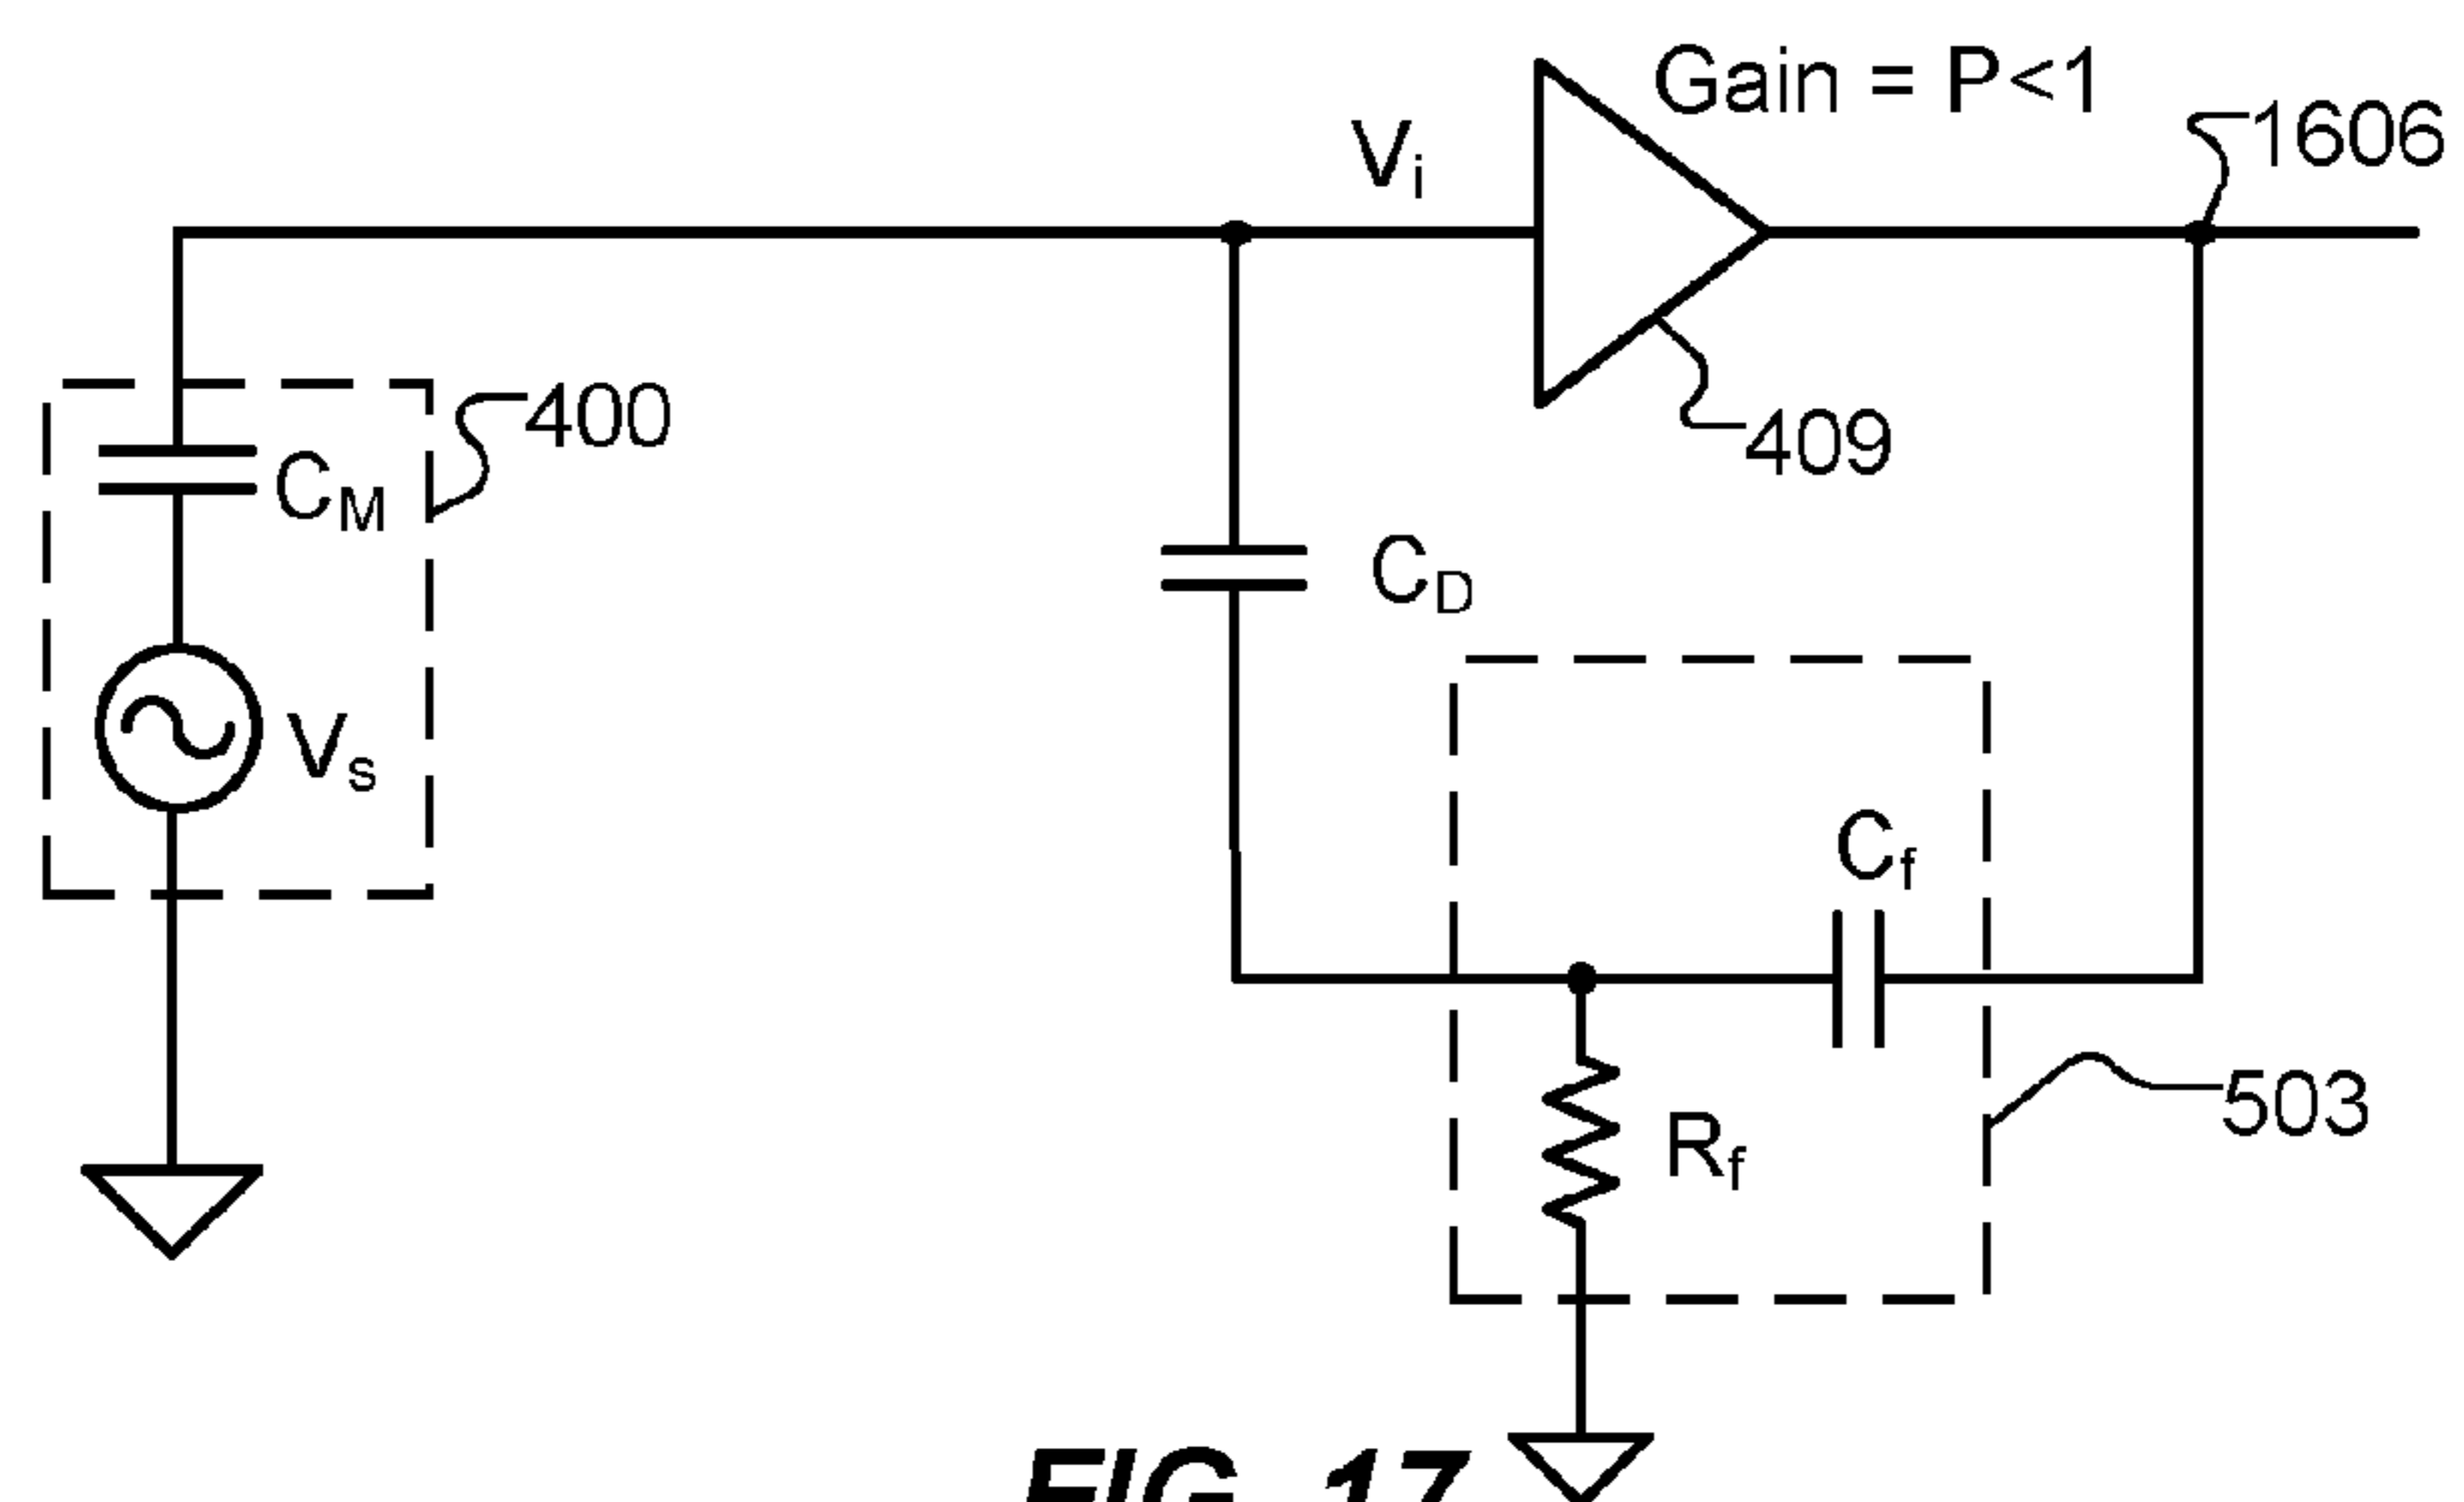 Gain = P<1
1606
Vi
400
409
CM
CD
Vs
Cf
503
Rf
FIG. 17